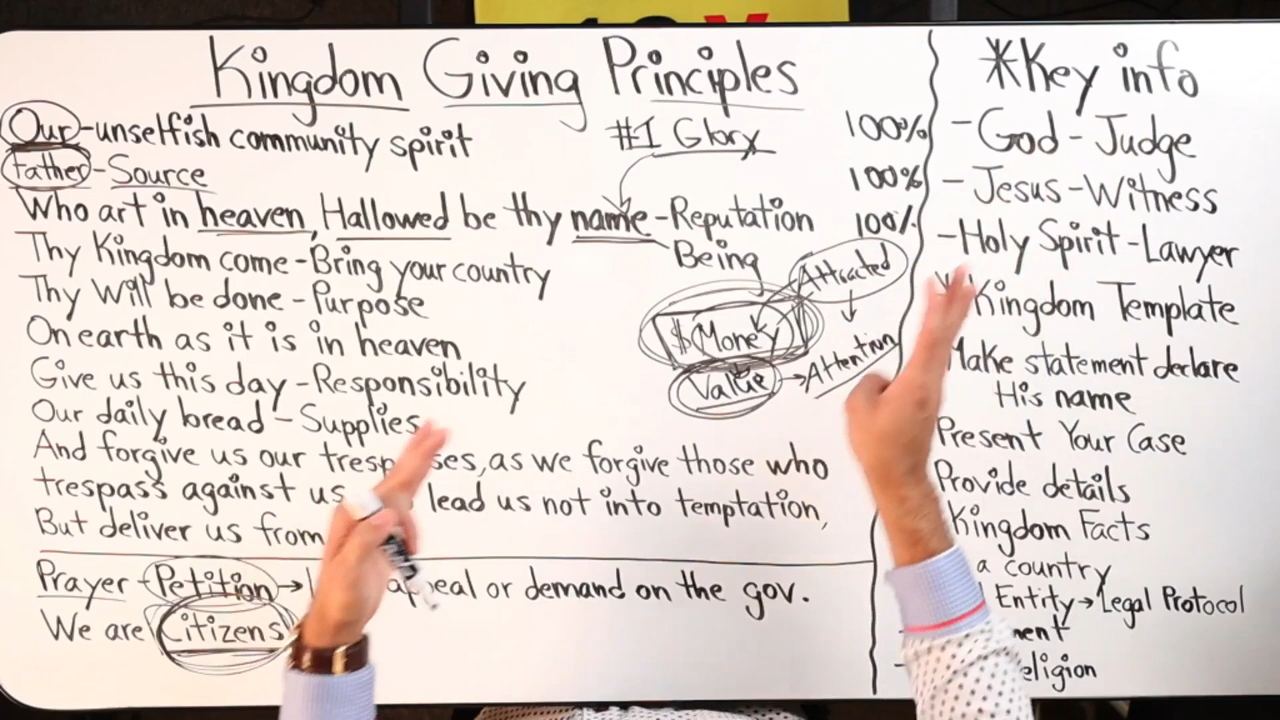 Kingdom Giving Principles
Our - unselfish community spirit
#1 Glory
100%
Father - Source
100%
Who art in heaven, Hallowed be thy name - Reputation
100%
Being
Thy Kingdom come - Bring your country
Attracted
Thy Will be done - Purpose
On earth as it is in heaven
$ Money
Give us this day - Responsibility
Value → Attention
Our daily bread - Supplies
And forgive us our as we forgive those who
trespass against us lead us not into temptation,
But deliver us from
Prayer - Petition → appeal or demand on the gov.
We are Citizens
*Key info
- God - Judge
- Jesus - Witness
- Holy Spirit - Lawyer
Kingdom Template
Make statement declare
His name
Present Your Case
Provide details
Kingdom Facts
a country
Entity → Legal Protocol